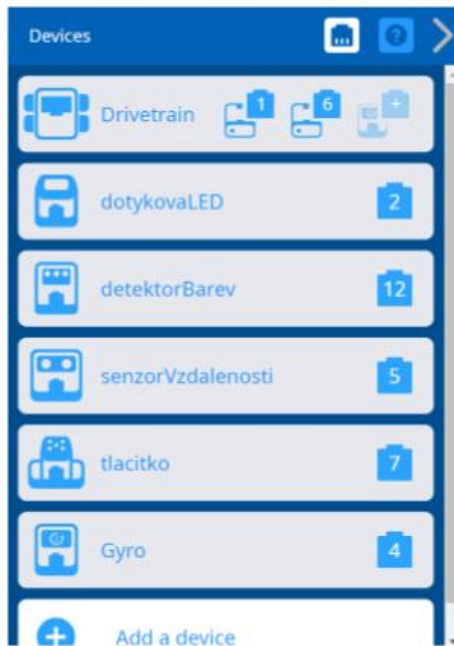 Devices ?
Drivetrain 1 6 +
dotykovaLED 2
detektorBarev 12
senzorVzdalenosti 5
tlacitko 7
Gyro 4
+ Add a device